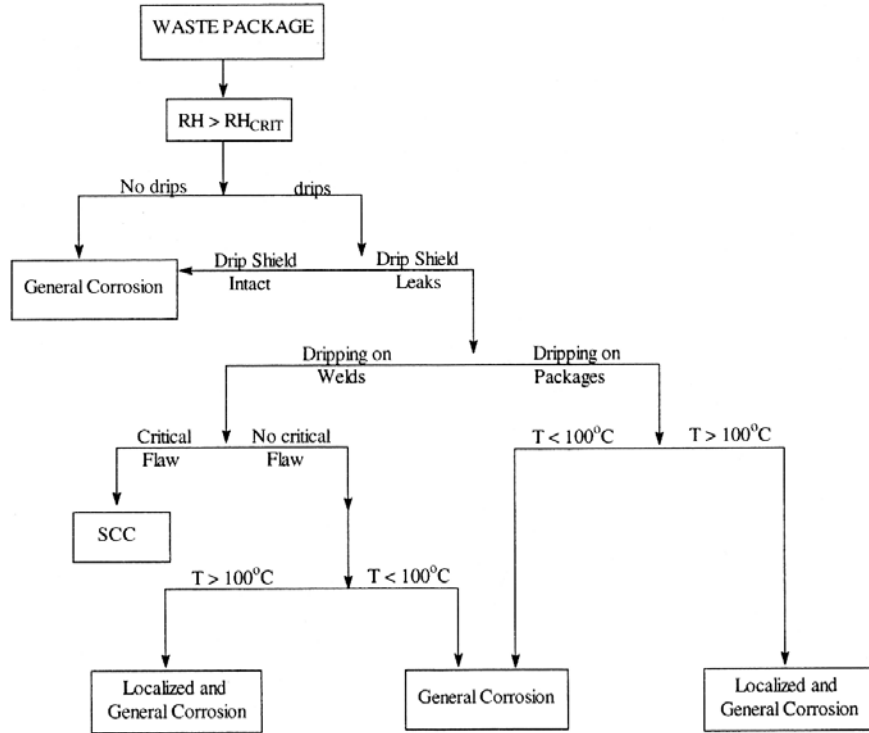 WASTE PACKAGE
RH > RH_CRIT
No drips
drips
Drip Shield
Intact
Drip Shield
Leaks
General Corrosion
Dripping on
Welds
Dripping on
Packages
Critical
Flaw
No critical
Flaw
T < 100°C
T > 100°C
SCC
T > 100°C
T < 100°C
Localized and
General Corrosion
General Corrosion
Localized and
General Corrosion